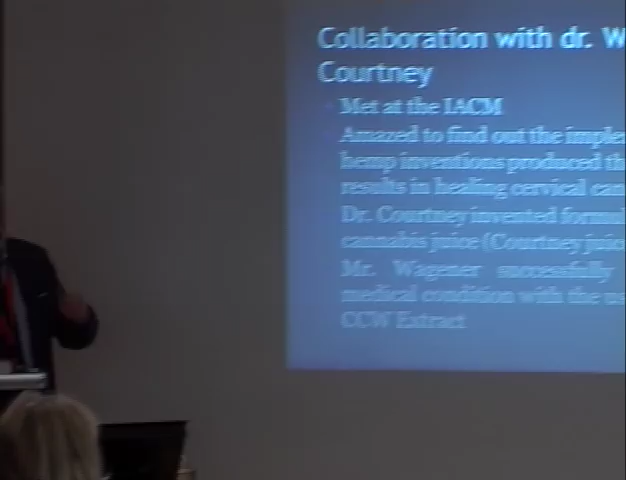 Collaboration with dr. W
Courtney
Met at the IACM
Amazed to find out the imple
hemp inventions produced th
results in healing cervical can
Dr. Courtney invented formul
cannabis juice (Courtney juic
Mr. Wagener successfully
medical condition with the us
CCW Extract